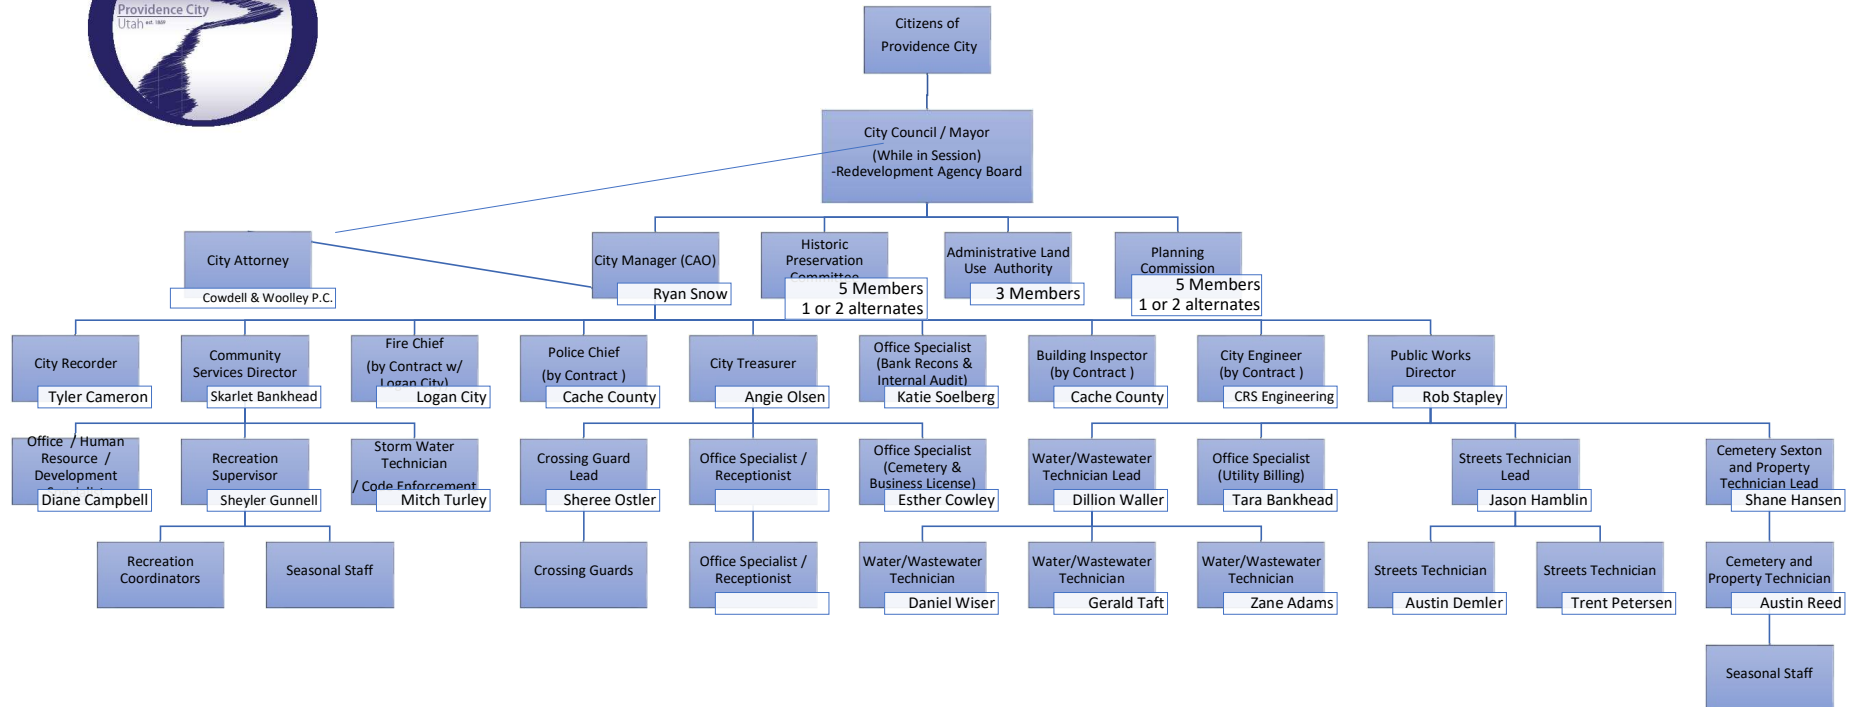 Providence City
Utah est. 1889
Citizens of
Providence City
City Council / Mayor
(While in Session)
-Redevelopment Agency Board
City Attorney
Cowdell & Woolley P.C.
City Manager (CAO)
Ryan Snow
Historic
Preservation
Committee
5 Members
1 or 2 alternates
Administrative Land
Use Authority
3 Members
Planning
Commission
5 Members
1 or 2 alternates
City Recorder
Tyler Cameron
Community
Services Director
Skarlet Bankhead
Fire Chief
(by Contract w/
Logan City)
Logan City
Police Chief
(by Contract )
Cache County
City Treasurer
Angie Olsen
Office Specialist
(Bank Recons &
Internal Audit)
Katie Soelberg
Building Inspector
(by Contract )
Cache County
City Engineer
(by Contract )
CRS Engineering
Public Works
Director
Rob Stapley
Office / Human
Resource /
Development
Diane Campbell
Recreation
Supervisor
Sheyler Gunnell
Storm Water
Technician
/ Code Enforcement
Mitch Turley
Crossing Guard
Lead
Sheree Ostler
Office Specialist /
Receptionist
Office Specialist
(Cemetery &
Business License)
Esther Cowley
Water/Wastewater
Technician Lead
Dillion Waller
Office Specialist
(Utility Billing)
Tara Bankhead
Streets Technician
Lead
Jason Hamblin
Cemetery Sexton
and Property
Technician Lead
Shane Hansen
Recreation
Coordinators
Seasonal Staff
Crossing Guards
Office Specialist /
Receptionist
Water/Wastewater
Technician
Daniel Wiser
Water/Wastewater
Technician
Gerald Taft
Water/Wastewater
Technician
Zane Adams
Streets Technician
Austin Demler
Streets Technician
Trent Petersen
Cemetery and
Property Technician
Austin Reed
Seasonal Staff